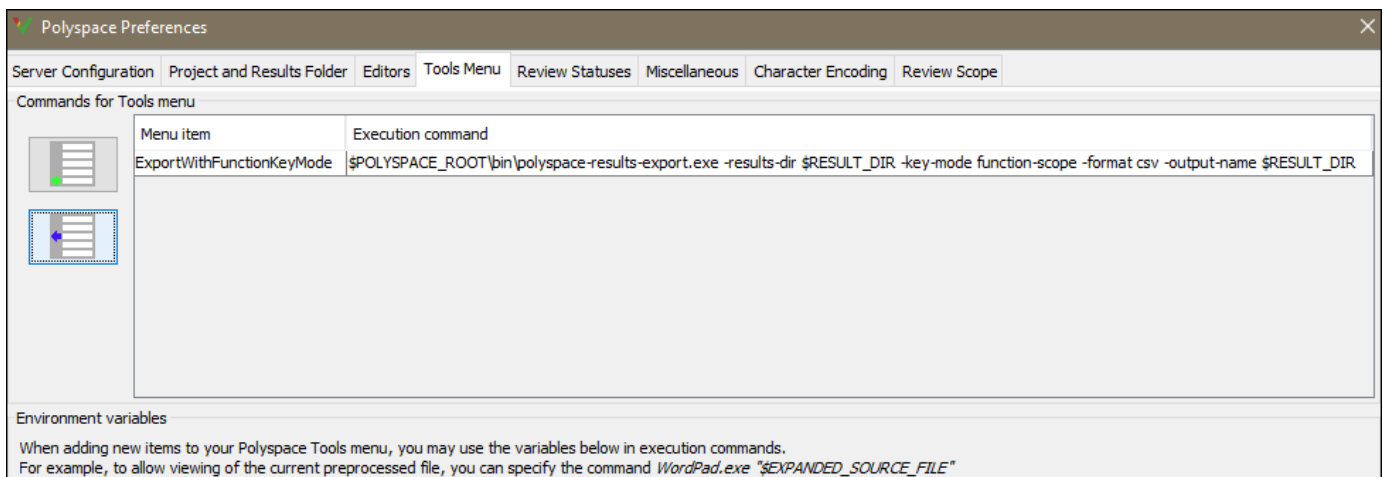 Polyspace Preferences
Server Configuration Project and Results Folder Editors Tools Menu Review Statuses Miscellaneous Character Encoding Review Scope
Commands for Tools menu
Menu item Execution command
ExportWithFunctionKeyMode $POLYSPACE_ROOT\bin\polyspace-results-export.exe -results-dir $RESULT_DIR -key-mode function-scope -format csv -output-name $RESULT_DIR
Environment variables
When adding new items to your Polyspace Tools menu, you may use the variables below in execution commands.
For example, to allow viewing of the current preprocessed file, you can specify the command WordPad.exe "$EXPANDED_SOURCE_FILE"